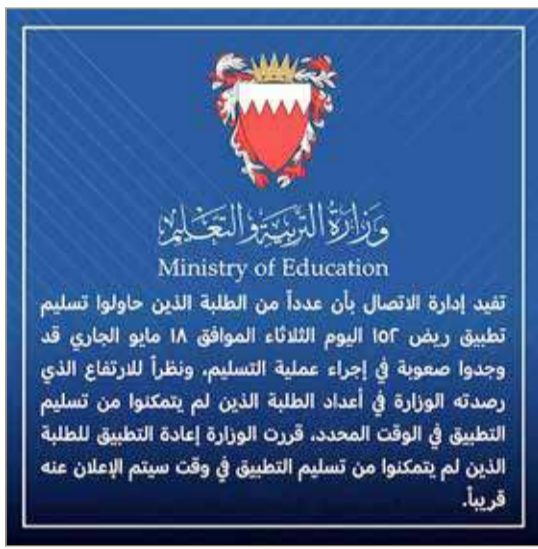 وزارة التربية والتعليم
Ministry of Education
تفيد إدارة الاتصال بأن عدداً من الطلبة الذين حاولوا تسليم
تطبيق ريض ١٥٢ اليوم الثلاثاء الموافق ١٨ مايو الجاري قد
وجدوا صعوبة في إجراء عملية التسليم، ونظراً للارتفاع الذي
رصدته الوزارة في أعداد الطلبة الذين لم يتمكنوا من تسليم
التطبيق في الوقت المحدد، قررت الوزارة إعادة التطبيق للطلبة
الذين لم يتمكنوا من تسليم التطبيق في وقت سيتم الإعلان عنه
قريباً.